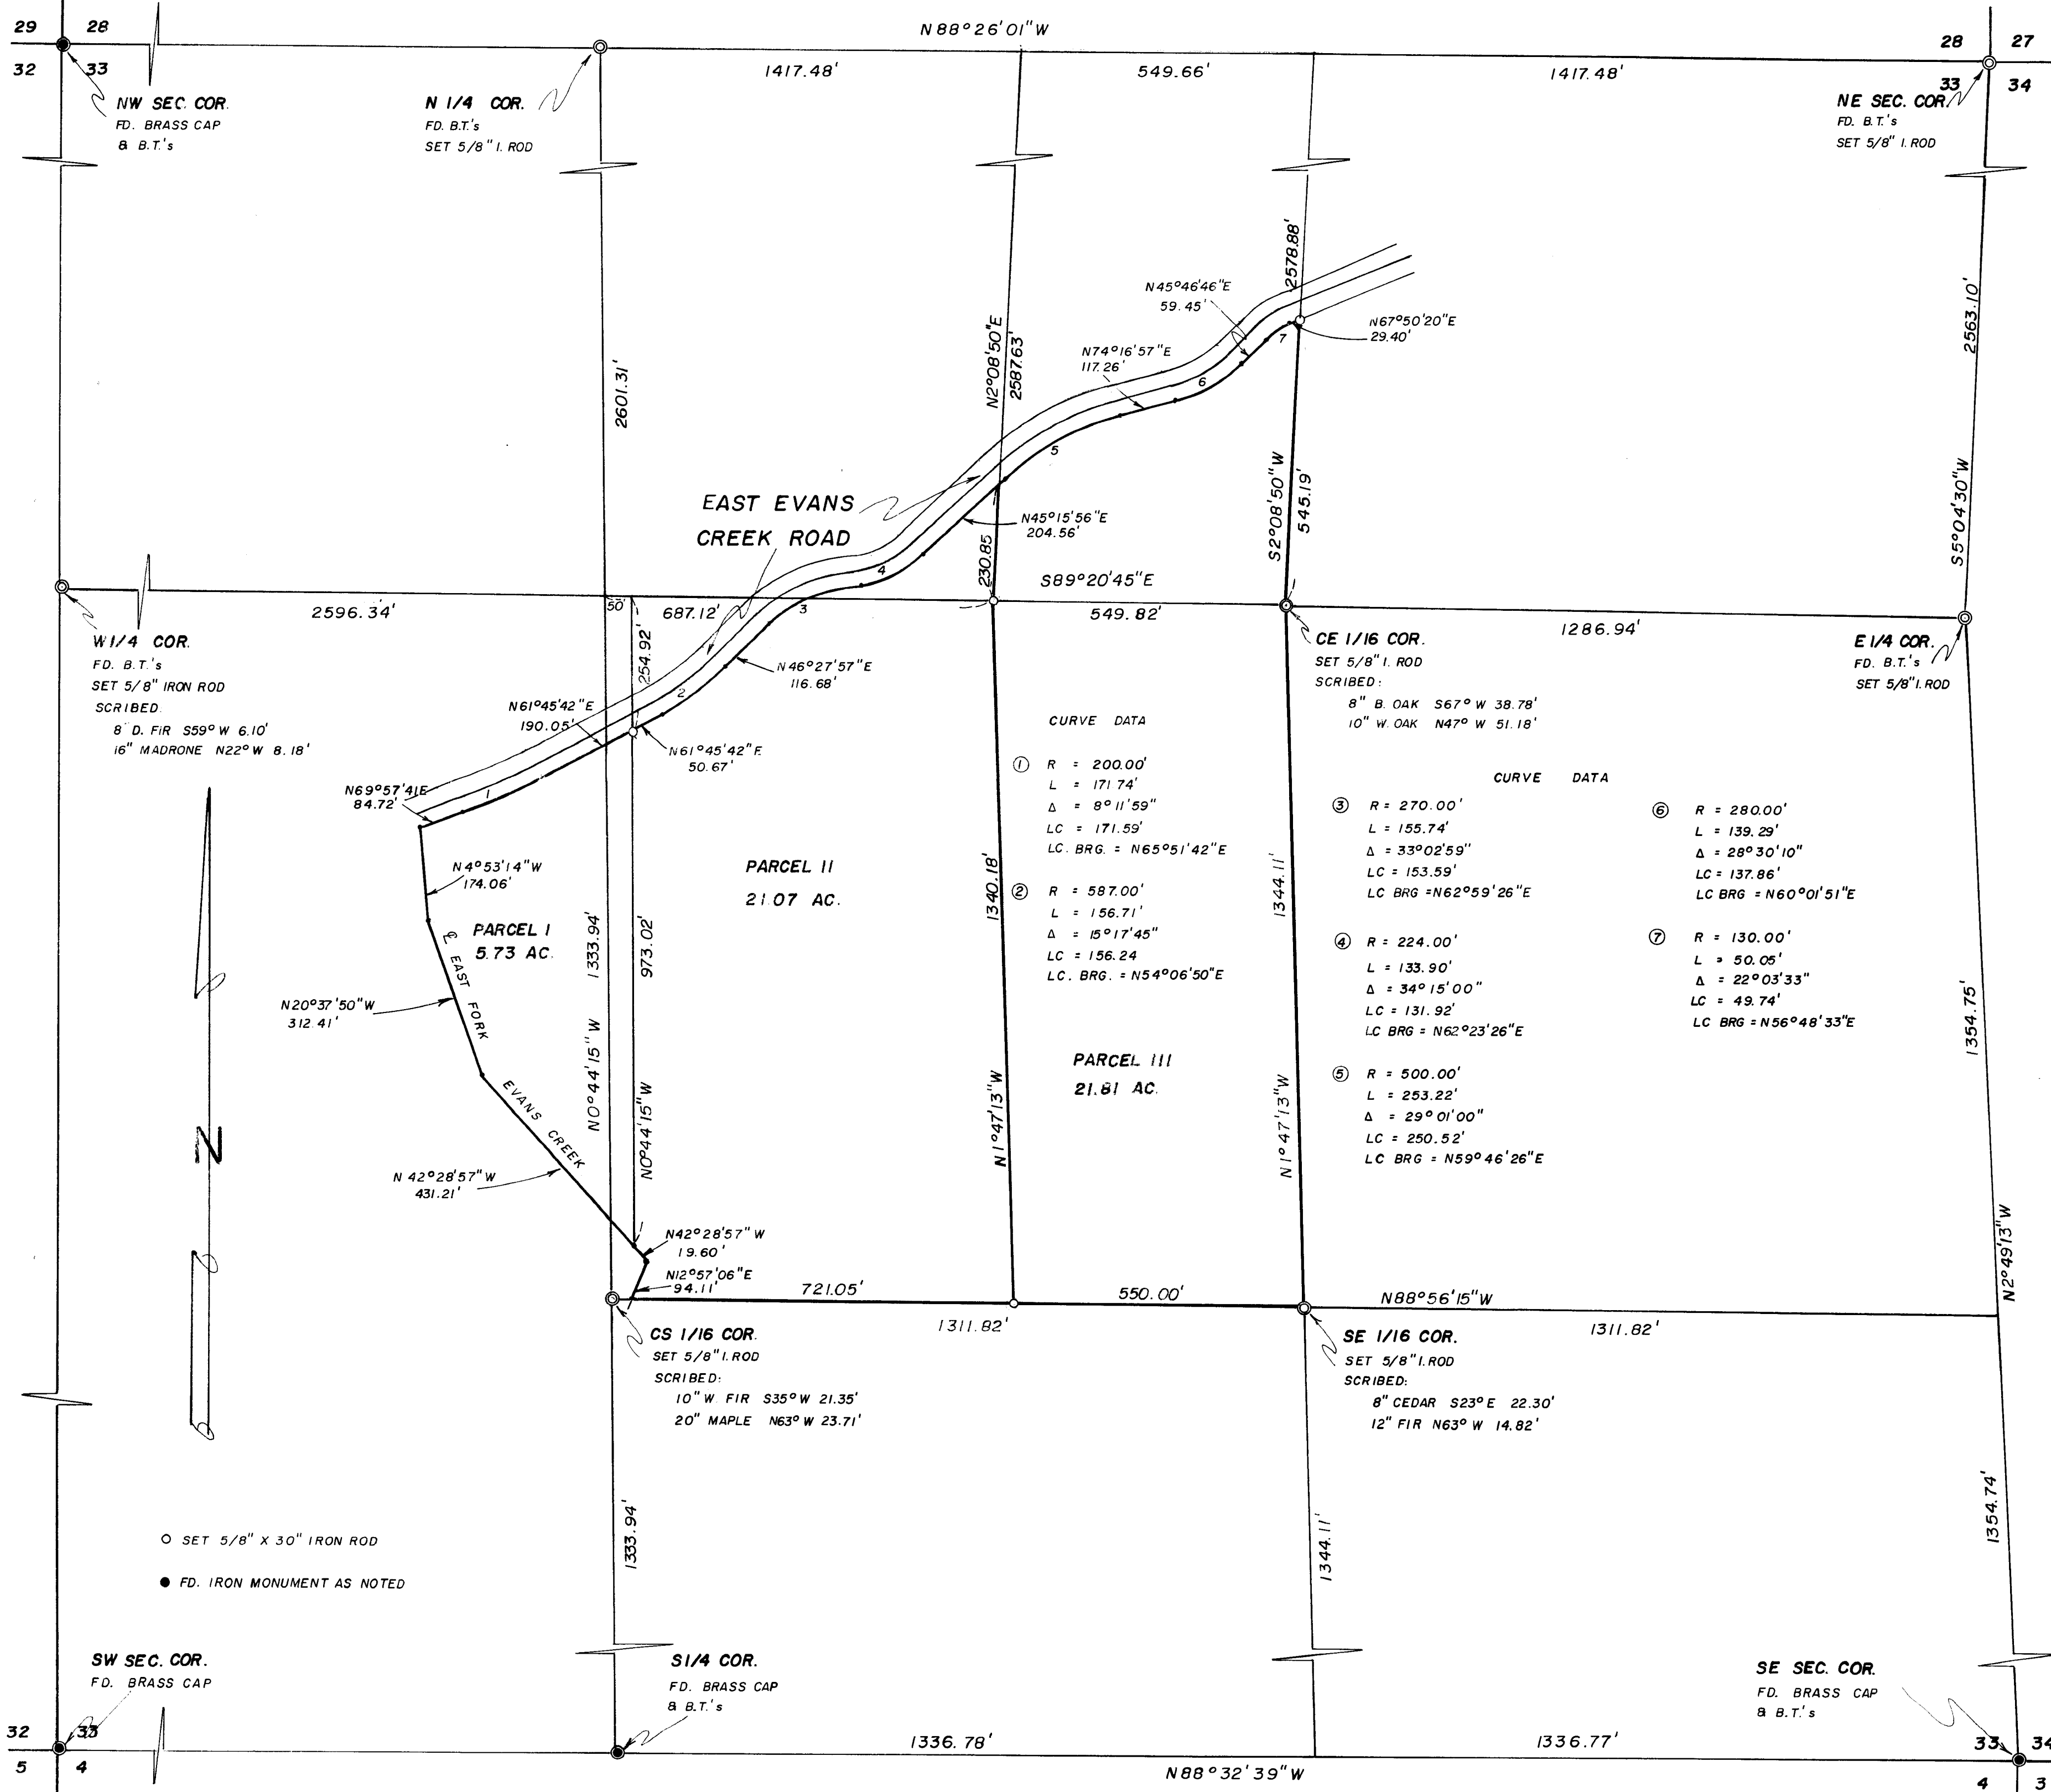 29 28
32 33
NW SEC. COR.
FD. BRASS CAP
& B.T.'s
N 1/4 COR.
FD. B.T.'s
SET 5/8" I. ROD
N88°26'01"W
1417.48'
549.66'
1417.48'
28 27
33 34
NE SEC. COR.
FD. B.T.'s
SET 5/8" I. ROD
2601.31'
N2°08'50"E
2587.63'
2578.88'
2563.10'
S5°04'30"W
N45°46'46"E
59.45'
N67°50'20"E
29.40'
N74°16'57"E
117.26'
7
6
5
4
3
2
1
EAST EVANS
CREEK ROAD
N45°15'56"E
204.56'
230.85
S2°08'50"W
545.19'
S89°20'45"E
2596.34'
50'
687.12'
549.82'
1286.94'
W 1/4 COR.
FD. B.T.'s
SET 5/8" IRON ROD
SCRIBED.
8" D. FIR S59° W 6.10'
16" MADRONE N22° W 8.18'
254.92'
N46°27'57"E
116.68'
N61°45'42"E
190.05'
N61°45'42"E
50.67'
N69°57'41E
84.72'
CE 1/16 COR.
SET 5/8" I. ROD
SCRIBED:
8" B. OAK S67° W 38.78'
10" W. OAK N47° W 51.18'
E 1/4 COR.
FD. B.T.'s
SET 5/8" I. ROD
CURVE DATA
① R = 200.00'
L = 171.74'
Δ = 8°11'59"
LC = 171.59'
LC. BRG. = N65°51'42"E
② R = 587.00'
L = 156.71'
Δ = 15°17'45"
LC = 156.24
LC. BRG. = N54°06'50"E
CURVE DATA
③ R = 270.00'
L = 155.74'
Δ = 33°02'59"
LC = 153.59'
LC BRG = N62°59'26"E
④ R = 224.00'
L = 133.90'
Δ = 34°15'00"
LC = 131.92'
LC BRG = N62°23'26"E
⑤ R = 500.00'
L = 253.22'
Δ = 29°01'00"
LC = 250.52'
LC BRG = N59°46'26"E
⑥ R = 280.00'
L = 139.29'
Δ = 28°30'10"
LC = 137.86'
LC BRG = N60°01'51"E
⑦ R = 130.00'
L = 50.05'
Δ = 22°03'33"
LC = 49.74'
LC BRG = N56°48'33"E
N4°53'14"W
174.06'
PARCEL I
5.73 AC.
PARCEL II
21.07 AC.
PARCEL III
21.81 AC.
℄ EAST FORK
EVANS CREEK
N20°37'50"W
312.41'
N 42°28'57"W
431.21'
N0°44'15"W 1333.94'
N0°44'15"W 973.02'
N1°47'13"W 1340.18'
N1°47'13"W 1344.11'
1354.75'
N2°49'13"W
N
N42°28'57"W
19.60'
N12°57'06"E
94.11'
721.05'
550.00'
N88°56'15"W
1311.82'
1311.82'
CS 1/16 COR.
SET 5/8" I. ROD
SCRIBED:
10" W. FIR S35° W 21.35'
20" MAPLE N63° W 23.71'
SE 1/16 COR.
SET 5/8" I. ROD
SCRIBED:
8" CEDAR S23° E 22.30'
12" FIR N63° W 14.82'
1333.94'
1344.11'
1354.74'
SET 5/8" X 30" IRON ROD
FD. IRON MONUMENT AS NOTED
SW SEC. COR.
FD. BRASS CAP
S 1/4 COR.
FD. BRASS CAP
& B.T.'s
SE SEC. COR.
FD. BRASS CAP
& B.T.'s
32 33
5 4
1336.78'
1336.77'
N88°32'39"W
33 34
4 3